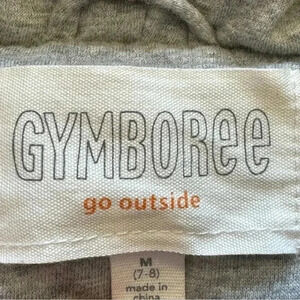 GYMBOREE
go outside
M
(7-8)
made in
china